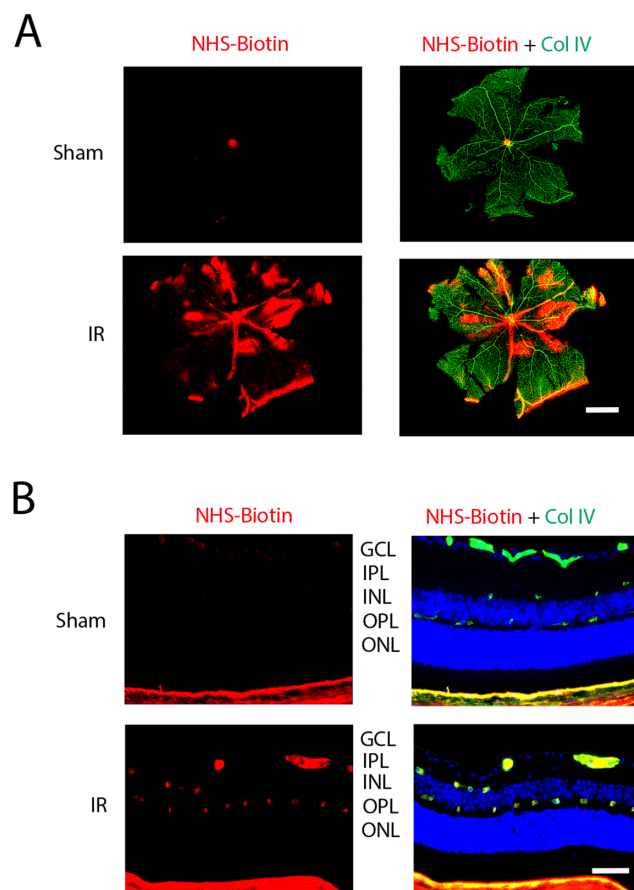 A
NHS-Biotin
NHS-Biotin + Col IV
Sham
IR
B
NHS-Biotin
NHS-Biotin + Col IV
Sham
GCL
IPL
INL
OPL
ONL
IR
GCL
IPL
INL
OPL
ONL